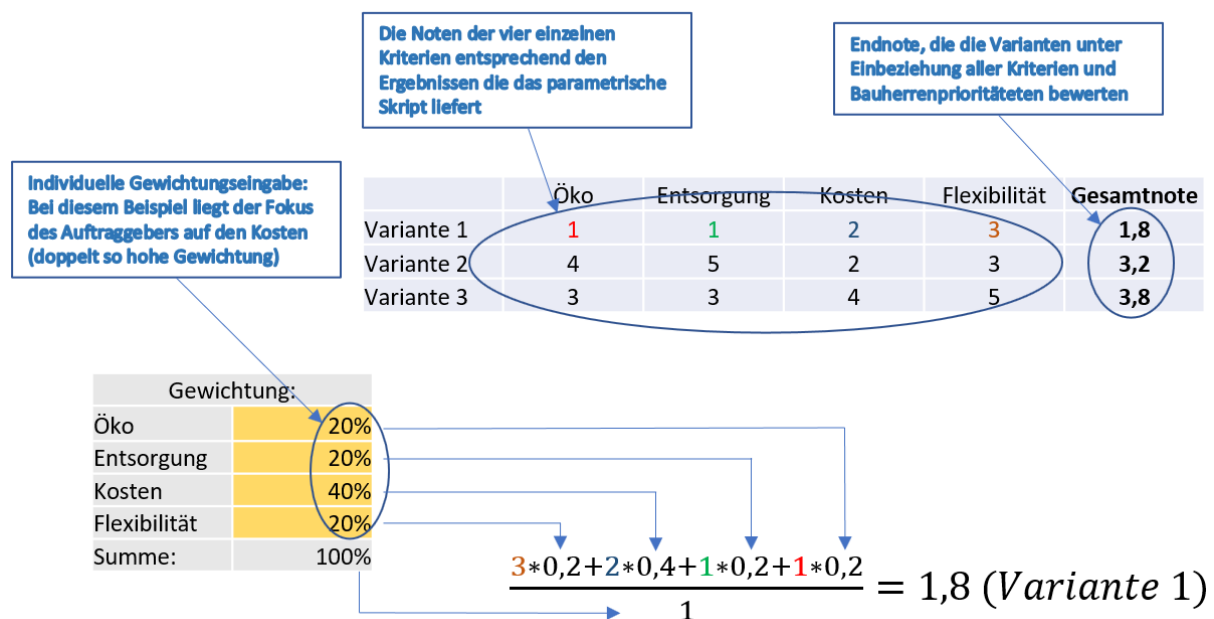 Die Noten der vier einzelnen
Kriterien entsprechend den
Ergebnissen die das parametrische
Skript liefert
Endnote, die die Varianten unter
Einbeziehung aller Kriterien und
Bauherrenprioritäteten bewerten
Individuelle Gewichtungseingabe:
Bei diesem Beispiel liegt der Fokus
des Auftraggebers auf den Kosten
(doppelt so hohe Gewichtung)
Öko Entsorgung Kosten Flexibilität Gesamtnote
Variante 1 1 1 2 3 1,8
Variante 2 4 5 2 3 3,2
Variante 3 3 3 4 5 3,8
Gewichtung:
Öko 20%
Entsorgung 20%
Kosten 40%
Flexibilität 20%
Summe: 100%
3*0,2+2*0,4+1*0,2+1*0,2
1
= 1,8 (Variante 1)